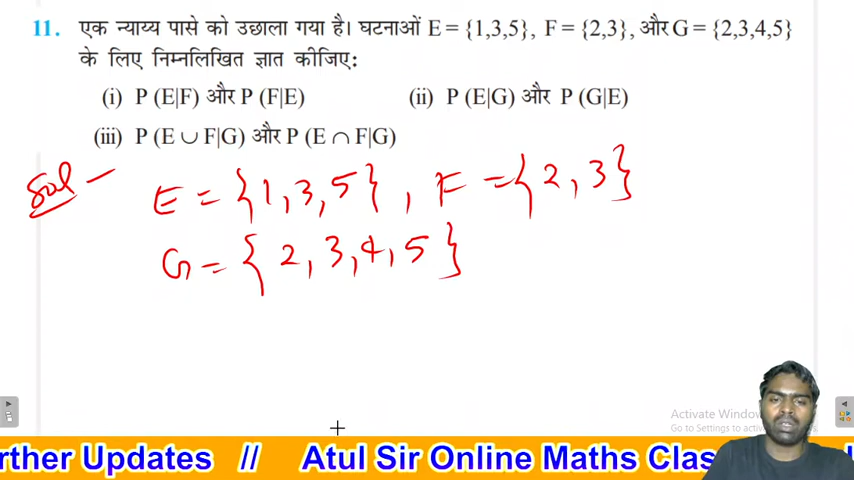 11. एक न्याय्य पासे को उछाला गया है। घटनाओं E = {1,3,5}, F = {2,3}, और G = {2,3,4,5}
के लिए निम्नलिखित ज्ञात कीजिए:
(i) P (E|F) और P (F|E) (ii) P (E|G) और P (G|E)
(iii) P (E ∪ F|G) और P (E ∩ F|G)
Sol - E = {1, 3, 5}, F = {2, 3}
G = {2, 3, 4, 5}
Activate Window
Go to Settings to activ
rther Updates // Atul Sir Online Maths Clas